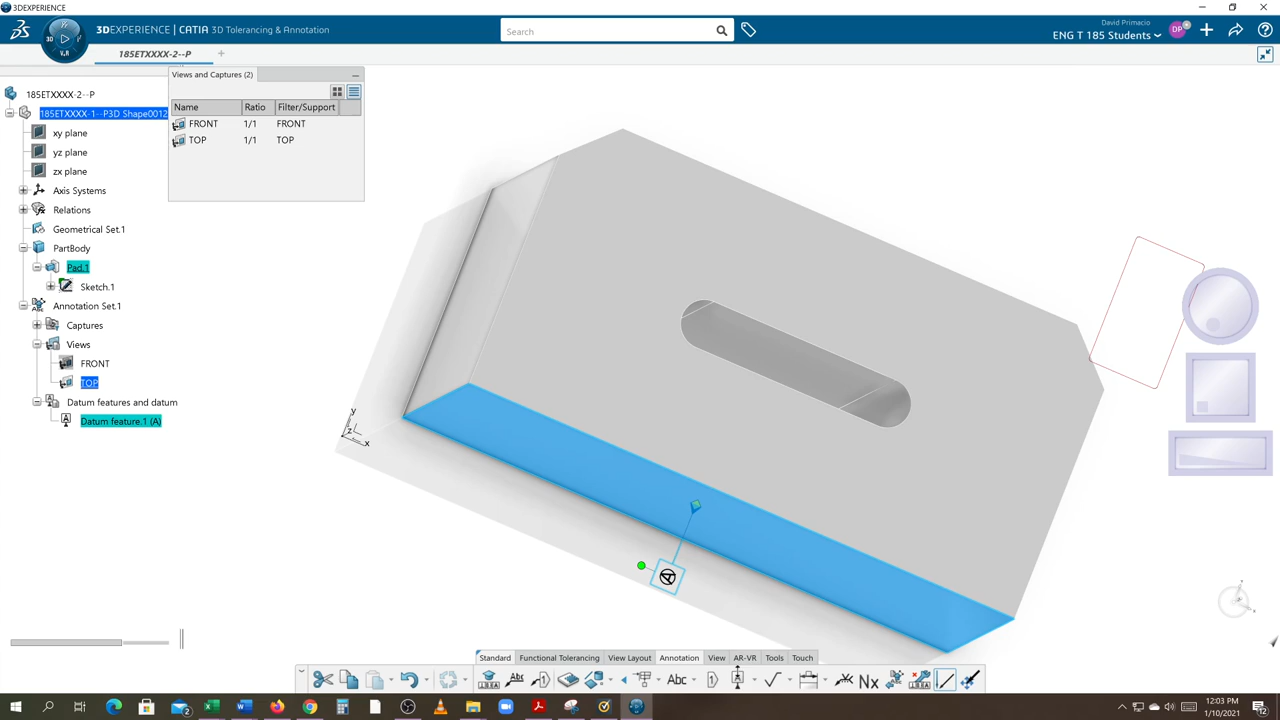 3DEXPERIENCE
3DEXPERIENCE | CATIA 3D Tolerancing & Annotation
Search
David Primacio
ENG T 185 Students
DP
3D
V.R
185ETXXXX-2--P
Views and Captures (2)
Name Ratio Filter/Support
FRONT 1/1 FRONT
TOP 1/1 TOP
185ETXXXX-2--P
185ETXXXX-1--P3D Shape0012
xy plane
yz plane
zx plane
Axis Systems
Relations
Geometrical Set.1
PartBody
Pad.1
Sketch.1
Annotation Set.1
Captures
Views
FRONT
TOP
Datum features and datum
Datum feature.1 (A)
y
z
x
A
Standard Functional Tolerancing View Layout Annotation View AR-VR Tools Touch
Abc
Nx
12:03 PM
1/10/2021